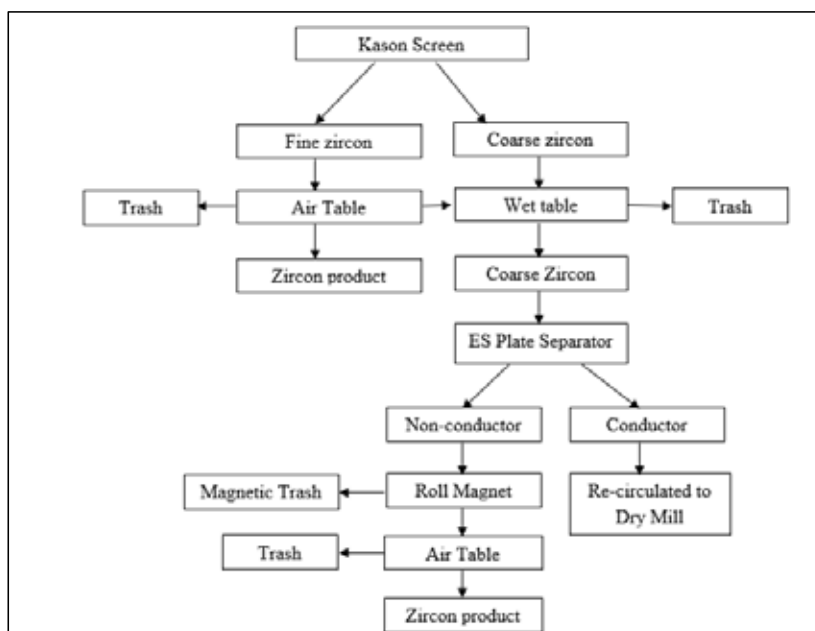 Kason Screen
Fine zircon
Coarse zircon
Trash
Air Table
Wet table
Trash
Zircon product
Coarse Zircon
ES Plate Separator
Non-conductor
Conductor
Magnetic Trash
Roll Magnet
Re-circulated to
Dry Mill
Trash
Air Table
Zircon product